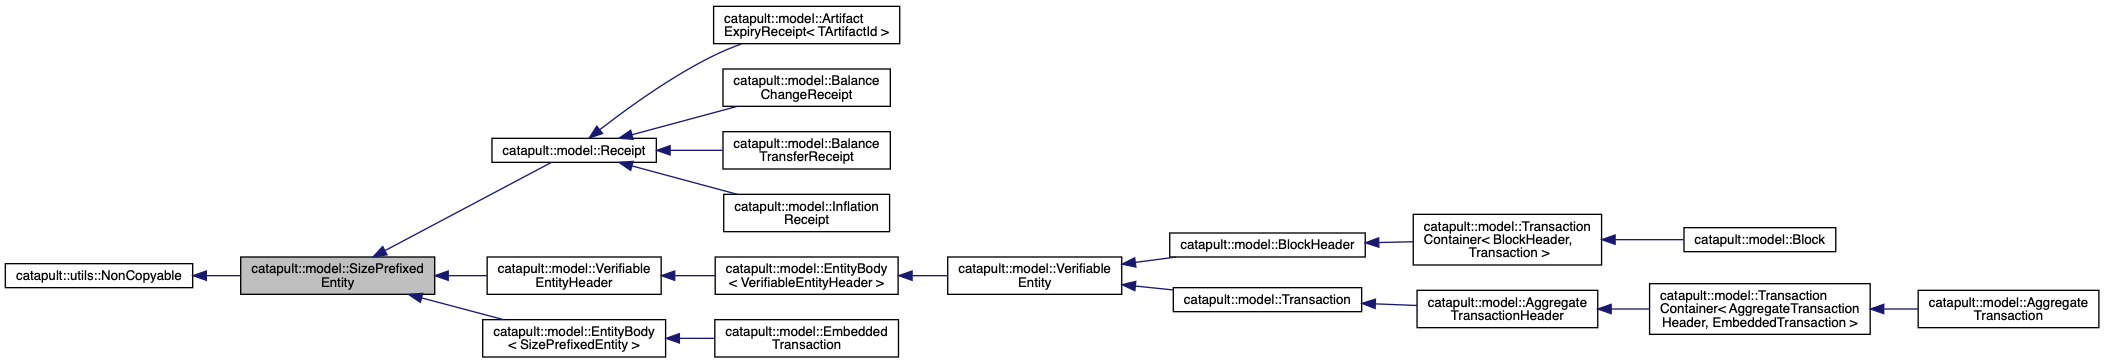 catapult::model::Artifact
ExpiryReceipt< TArtifactId >
catapult::model::Balance
ChangeReceipt
catapult::model::Receipt
catapult::model::Balance
TransferReceipt
catapult::model::Inflation
Receipt
catapult::utils::NonCopyable
catapult::model::SizePrefixed
Entity
catapult::model::Verifiable
EntityHeader
catapult::model::EntityBody
< VerifiableEntityHeader >
catapult::model::Verifiable
Entity
catapult::model::BlockHeader
catapult::model::Transaction
Container< BlockHeader,
Transaction >
catapult::model::Block
catapult::model::Transaction
catapult::model::Aggregate
TransactionHeader
catapult::model::Transaction
Container< AggregateTransaction
Header, EmbeddedTransaction >
catapult::model::Aggregate
Transaction
catapult::model::EntityBody
< SizePrefixedEntity >
catapult::model::Embedded
Transaction